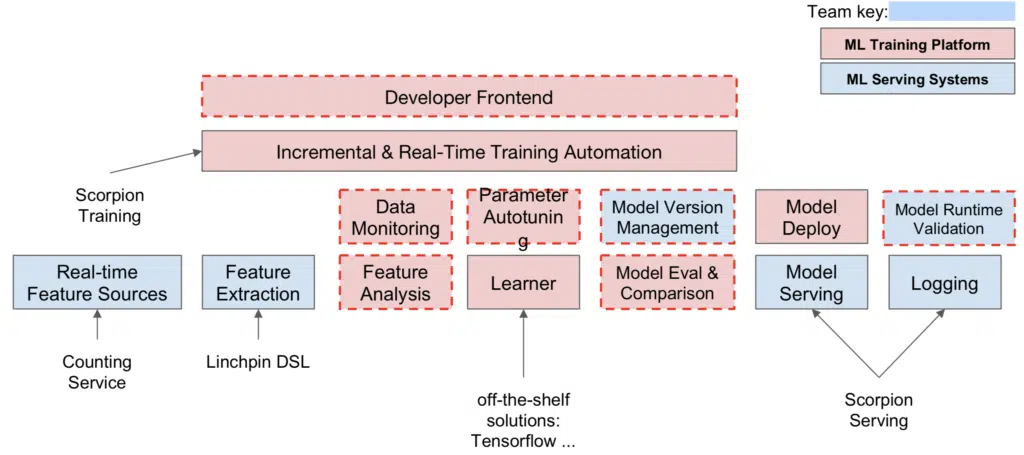 Team key:
ML Training Platform
ML Serving Systems
Developer Frontend
Incremental & Real-Time Training Automation
Scorpion
Training
Data
Monitoring
Parameter
Autotunin
g
Model Version
Management
Model
Deploy
Model Runtime
Validation
Real-time
Feature Sources
Feature
Extraction
Feature
Analysis
Learner
Model Eval &
Comparison
Model
Serving
Logging
Counting
Service
Linchpin DSL
off-the-shelf
solutions:
Tensorflow ...
Scorpion
Serving